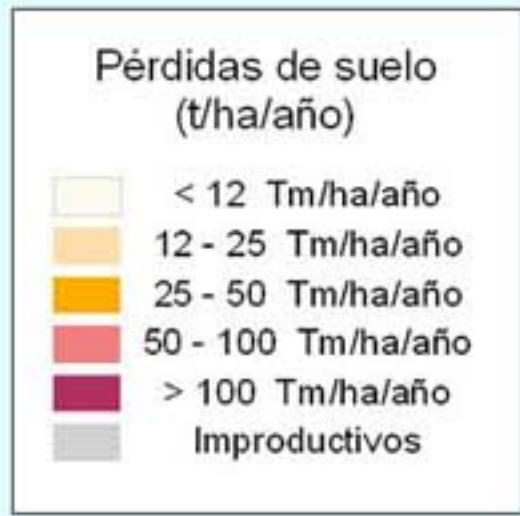 Pérdidas de suelo
(t/ha/año)
< 12 Tm/ha/año
12 - 25 Tm/ha/año
25 - 50 Tm/ha/año
50 - 100 Tm/ha/año
> 100 Tm/ha/año
Improductivos